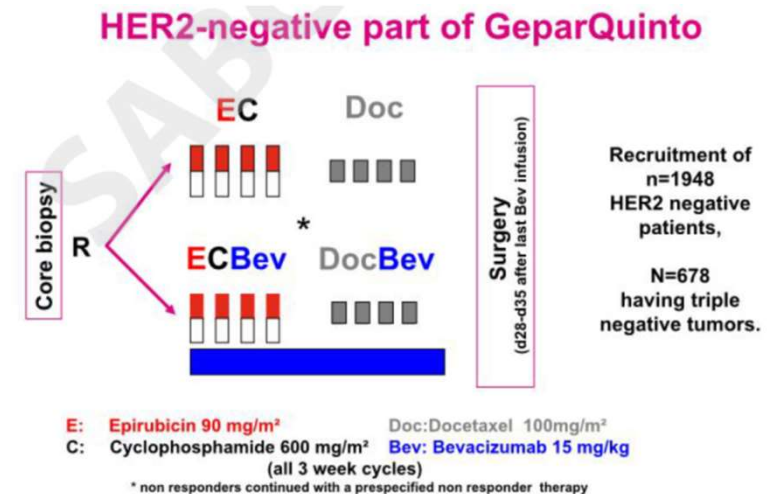 HER2-negative part of GeparQuinto
EC
Doc
Core biopsy
R
*
ECBev
DocBev
Surgery
(d28-d35 after last Bev infusion)
Recruitment of
n=1948
HER2 negative
patients,
N=678
having triple
negative tumors.
E: Epirubicin 90 mg/m² Doc:Docetaxel 100mg/m²
C: Cyclophosphamide 600 mg/m² Bev: Bevacizumab 15 mg/kg
(all 3 week cycles)
* non responders continued with a prespecified non responder therapy